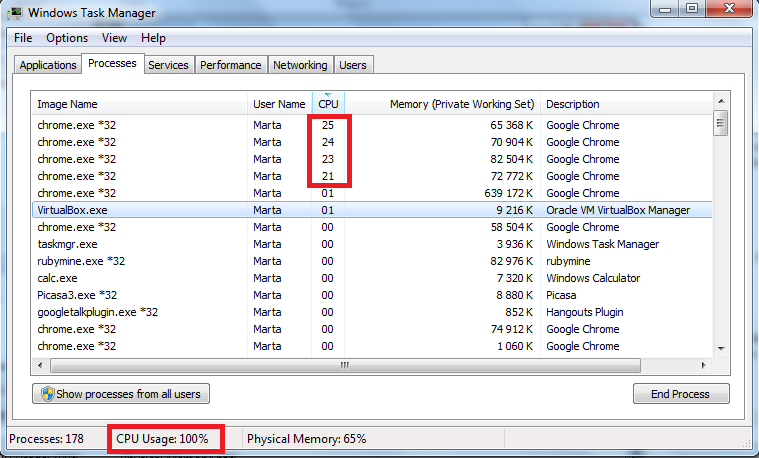 Windows Task Manager
File Options View Help
Applications Processes Services Performance Networking Users
Image Name User Name CPU Memory (Private Working Set) Description
chrome.exe *32 Marta 25 65 368 K Google Chrome
chrome.exe *32 Marta 24 70 904 K Google Chrome
chrome.exe *32 Marta 23 82 504 K Google Chrome
chrome.exe *32 Marta 21 72 772 K Google Chrome
chrome.exe *32 Marta 01 639 172 K Google Chrome
VirtualBox.exe Marta 01 9 216 K Oracle VM VirtualBox Manager
chrome.exe *32 Marta 00 58 504 K Google Chrome
taskmgr.exe Marta 00 3 936 K Windows Task Manager
rubymine.exe *32 Marta 00 82 976 K rubymine
calc.exe Marta 00 7 320 K Windows Calculator
Picasa3.exe *32 Marta 00 8 880 K Picasa
googletalkplugin.exe *32 Marta 00 852 K Hangouts Plugin
chrome.exe *32 Marta 00 74 912 K Google Chrome
chrome.exe *32 Marta 00 1 060 K Google Chrome
Show processes from all users End Process
Processes: 178 CPU Usage: 100% Physical Memory: 65%